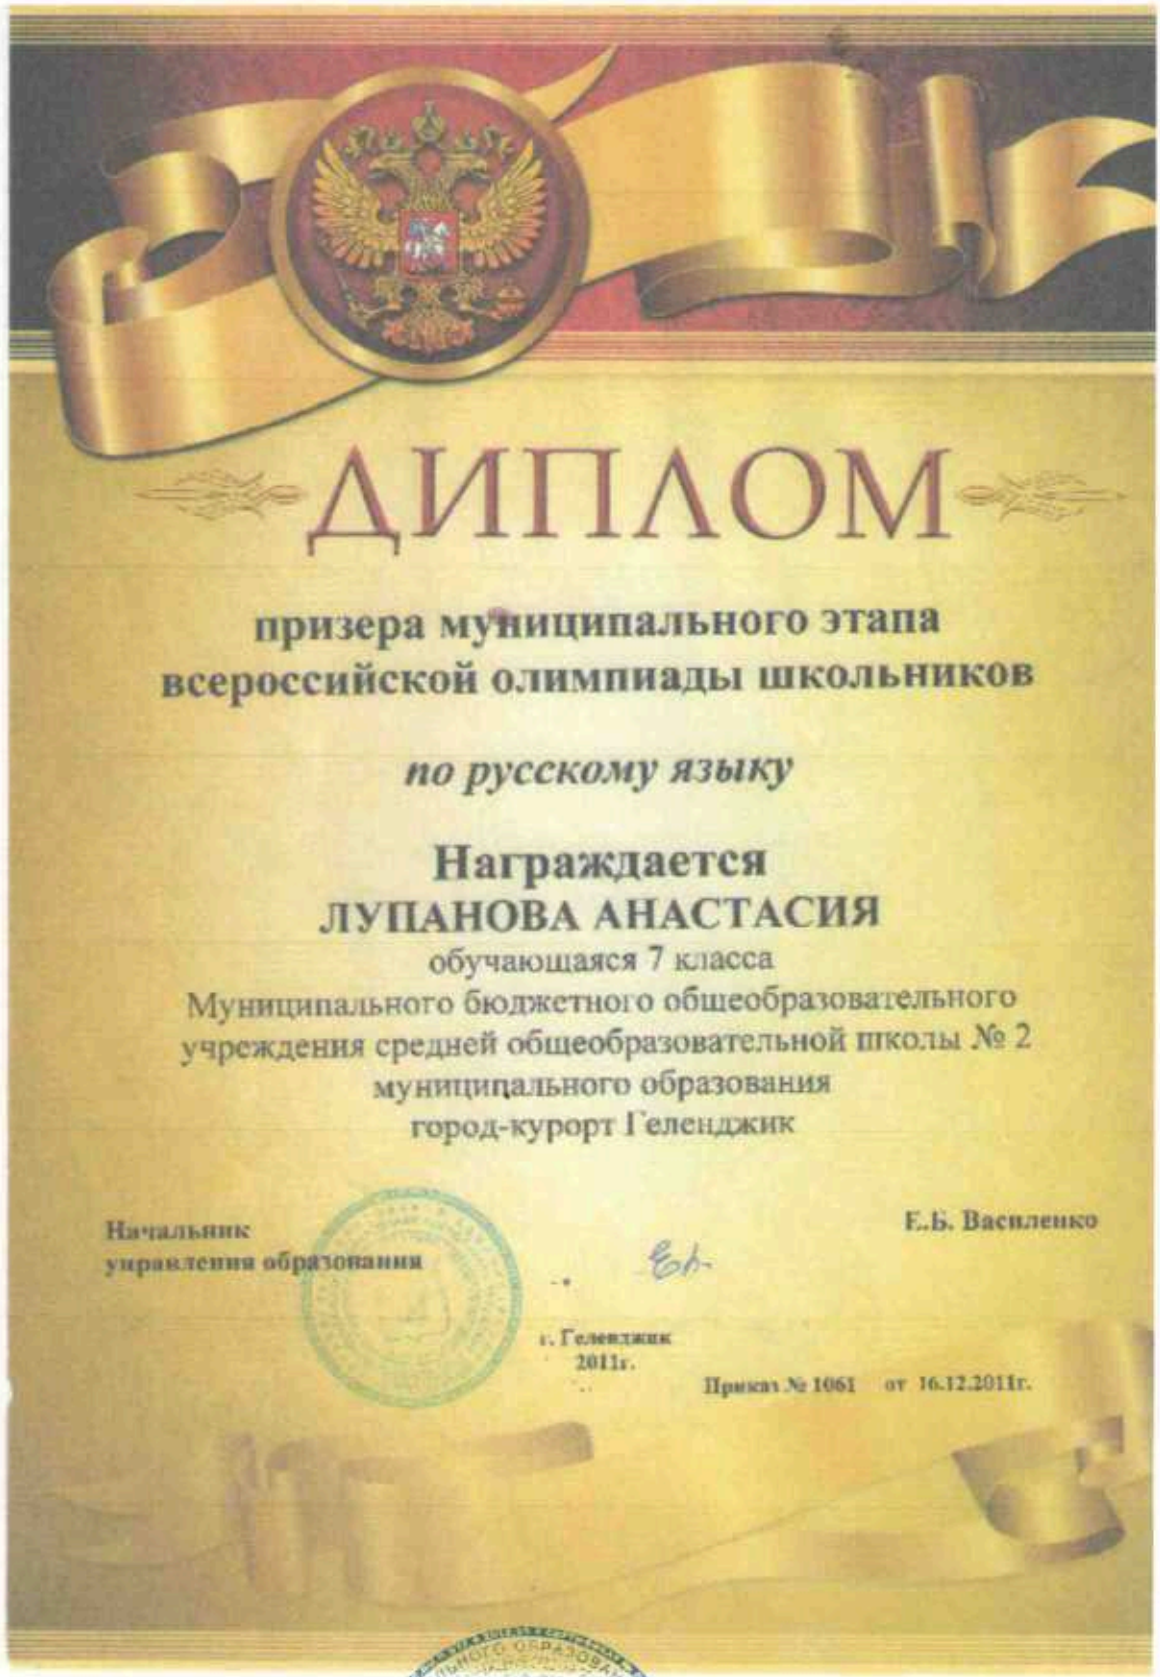 ДИПЛОМ
призера муниципального этапа
всероссийской олимпиады школьников
по русскому языку
Награждается
ЛУПАНОВА АНАСТАСИЯ
обучающаяся 7 класса
Муниципального бюджетного общеобразовательного
учреждения средней общеобразовательной школы № 2
муниципального образования
город-курорт Геленджик
Начальник
управления образования
Е.Б. Василенко
г. Геленджик
2011г.
Приказ № 1061 от 16.12.2011г.